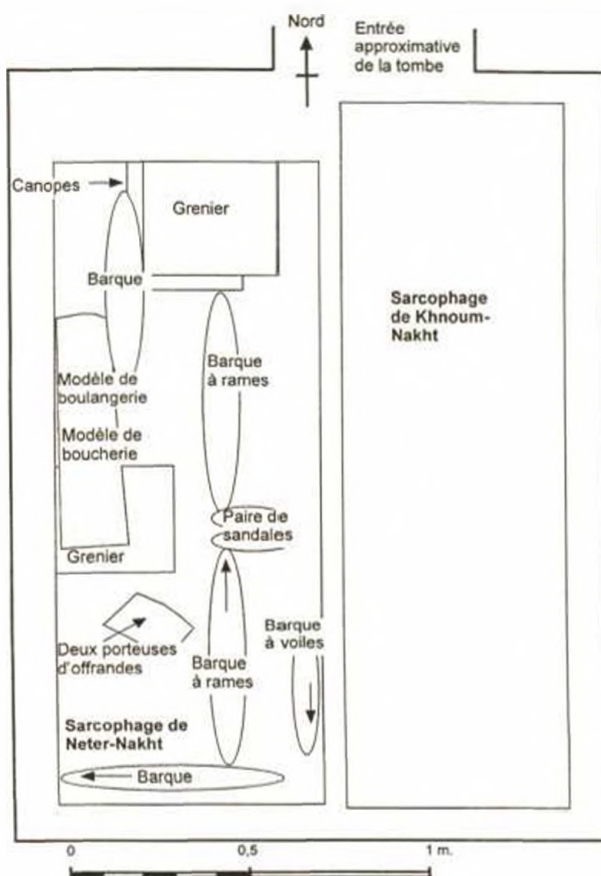 Nord
Entrée
approximative
de la tombe
Canopes
Grenier
Barque
Sarcophage
de Khnoum-
Nakht
Barque
à rames
Modèle de
boulangerie
Modèle de
boucherie
Paire de
sandales
Grenier
Barque
à voiles
Deux porteuses
d'offrandes
Barque
à rames
Sarcophage de
Neter-Nakht
Barque
0
0,5
1 m.